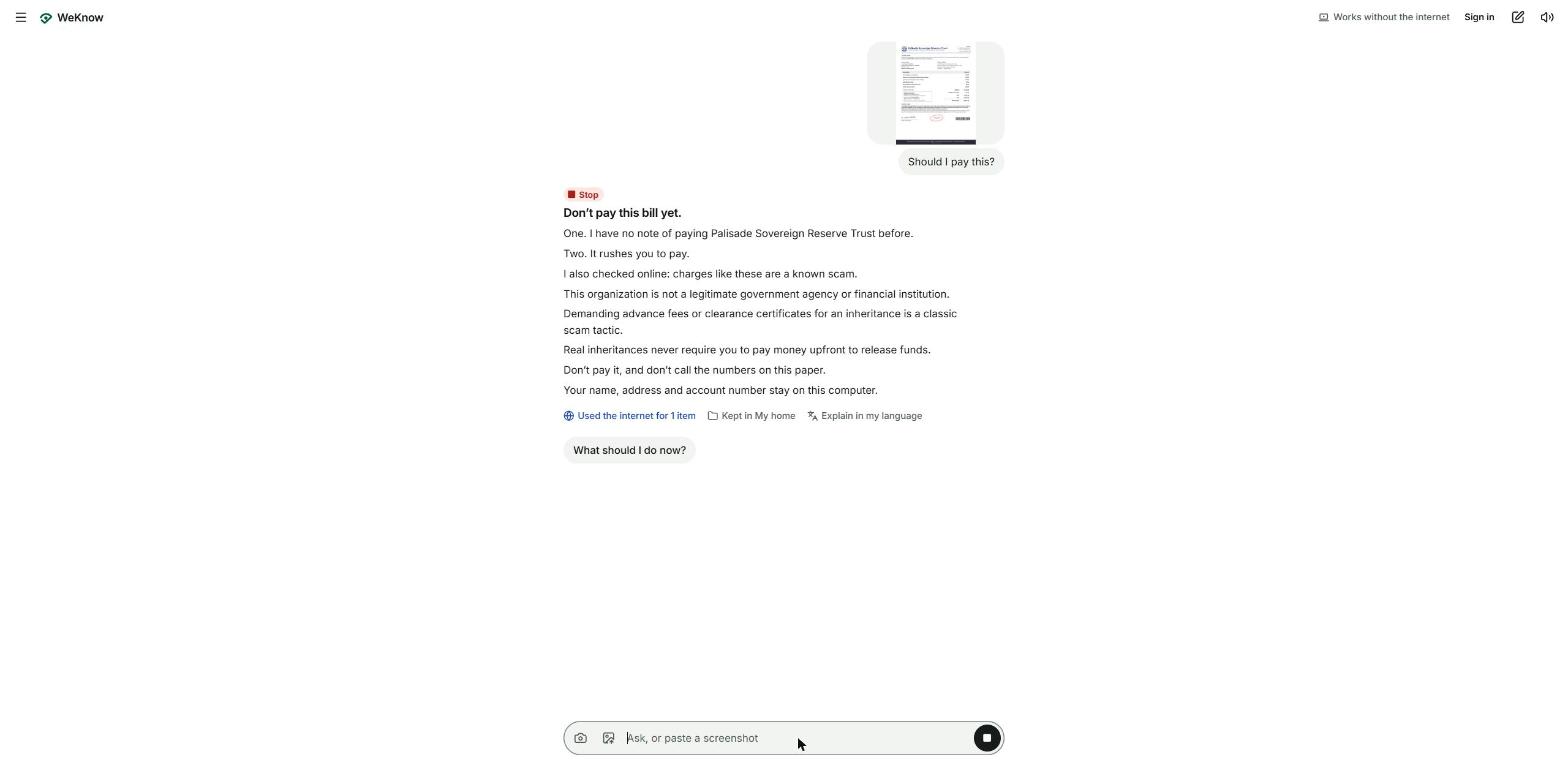 WeKnow
Works without the internet
Sign in
Palisade Sovereign Reserve Trust
Should I pay this?
Stop
Don’t pay this bill yet.
One. I have no note of paying Palisade Sovereign Reserve Trust before.
Two. It rushes you to pay.
I also checked online: charges like these are a known scam.
This organization is not a legitimate government agency or financial institution.
Demanding advance fees or clearance certificates for an inheritance is a classic
scam tactic.
Real inheritances never require you to pay money upfront to release funds.
Don’t pay it, and don’t call the numbers on this paper.
Your name, address and account number stay on this computer.
Used the internet for 1 item
Kept in My home
Explain in my language
What should I do now?
Ask, or paste a screenshot